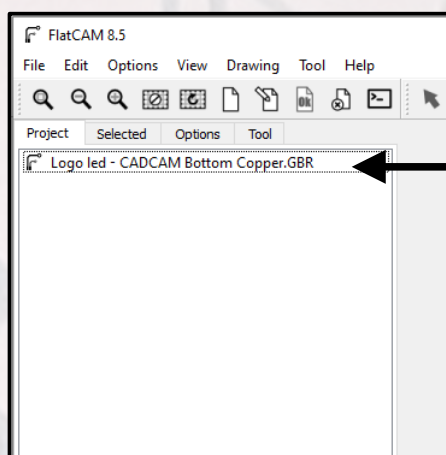 FlatCAM 8.5
File Edit Options View Drawing Tool Help
Ok
>_
Project Selected Options Tool
Logo led - CADCAM Bottom Copper.GBR